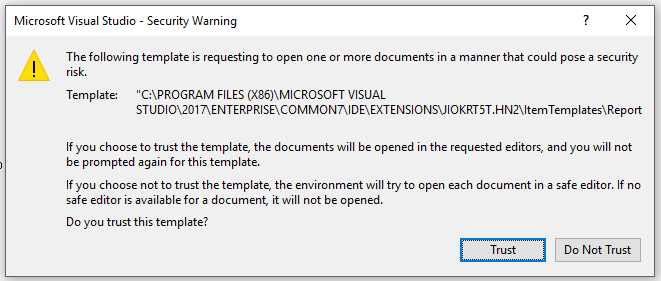 Microsoft Visual Studio - Security Warning
The following template is requesting to open one or more documents in a manner that could pose a security
risk.
Template: "C:\PROGRAM FILES (X86)\MICROSOFT VISUAL
STUDIO\2017\ENTERPRISE\COMMON7\IDE\EXTENSIONS\JIOKRT5T.HN2\ItemTemplates\Report
If you choose to trust the template, the documents will be opened in the requested editors, and you will
not be prompted again for this template.
If you choose not to trust the template, the environment will try to open each document in a safe editor. If no
safe editor is available for a document, it will not be opened.
Do you trust this template?
Trust Do Not Trust